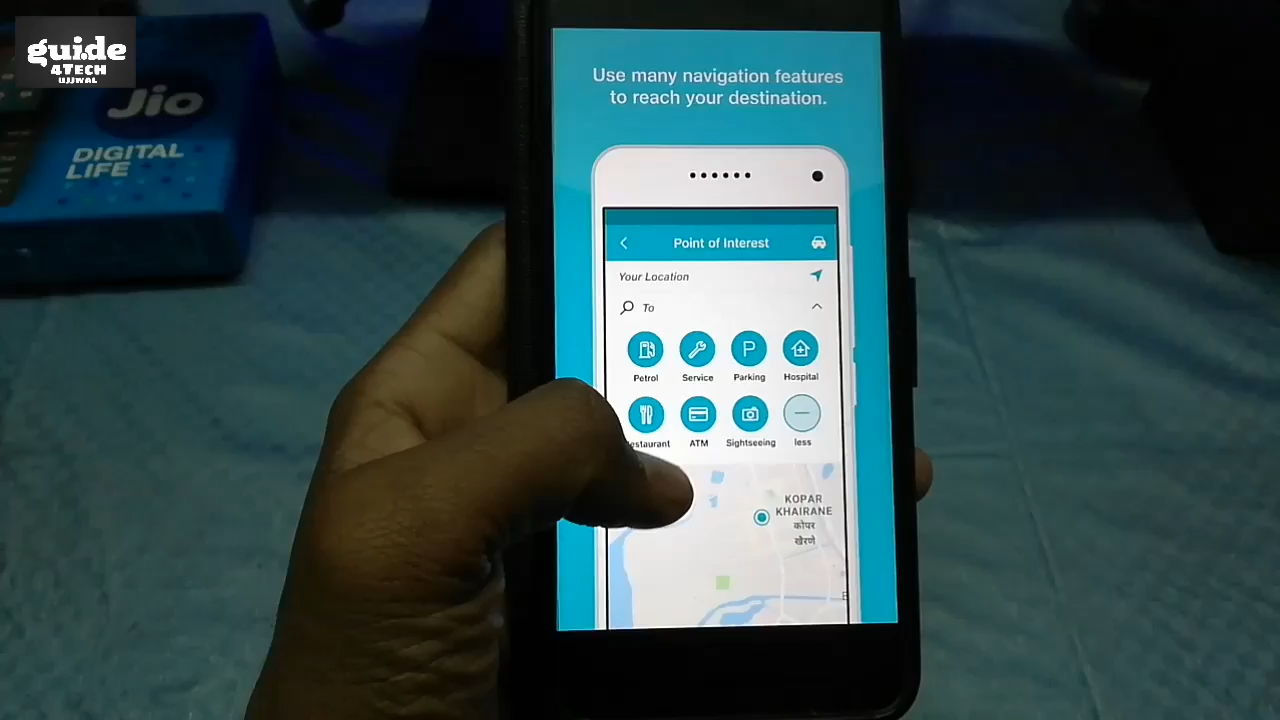 guide
4TECH
UJJWAL
Jio
DIGITAL
LIFE
Use many navigation features
to reach your destination.
Point of Interest
Your Location
To
P
Petrol
Service
Parking
Hospital
estaurant
ATM
Sightseeing
less
KOPAR
KHAIRANE
कोपर
खैरणे